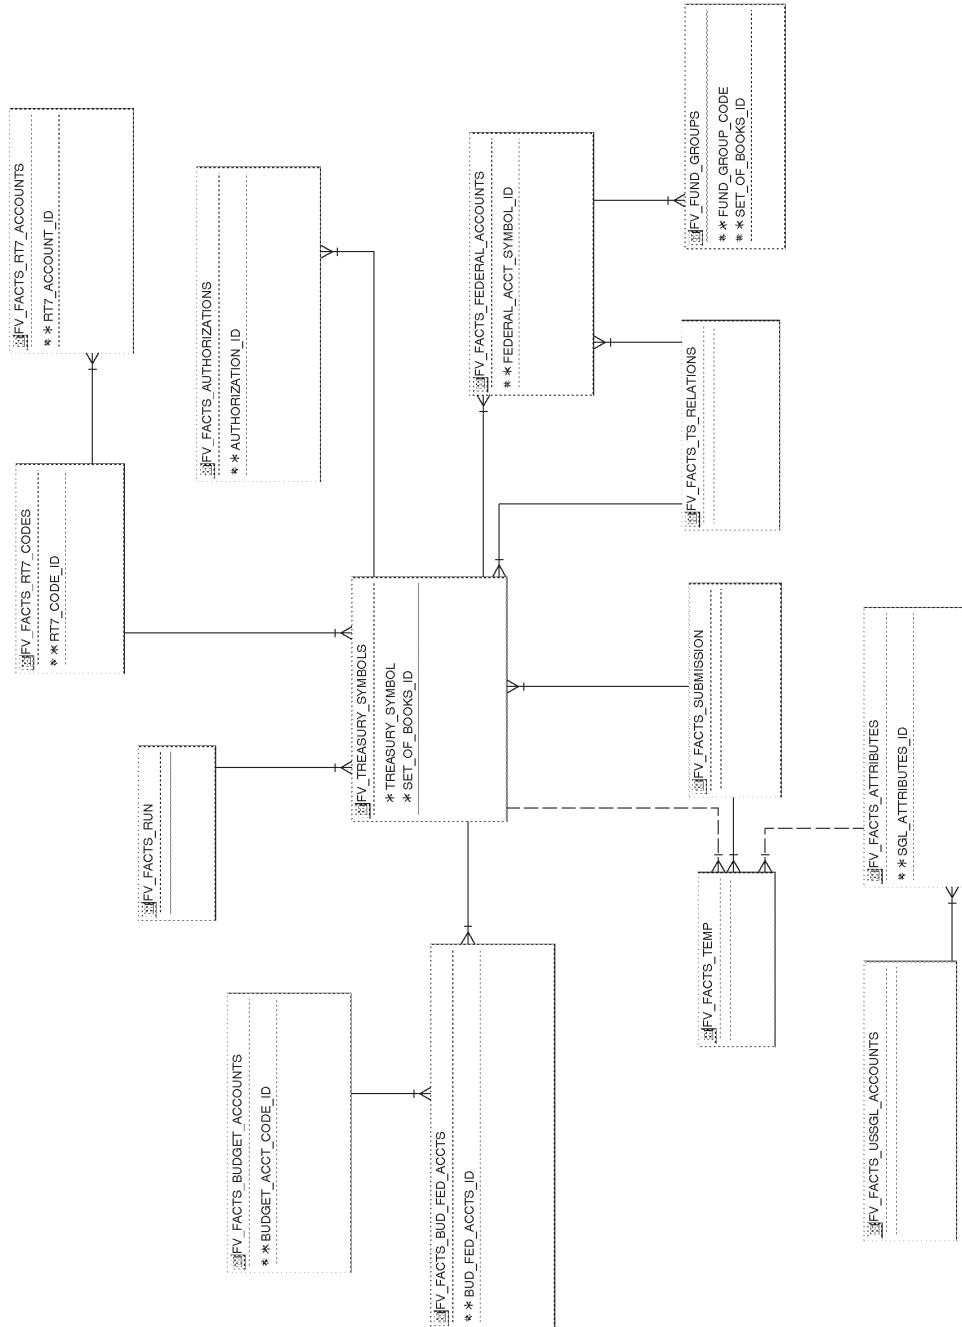 FV_FACTS_RT7_ACCOUNTS
* * RT7_ACCOUNT_ID
FV_FACTS_RT7_CODES
* * RT7_CODE_ID
FV_FACTS_RUN
FV_FACTS_AUTHORIZATIONS
* * AUTHORIZATION_ID
FV_FACTS_BUDGET_ACCOUNTS
* * BUDGET_ACCT_CODE_ID
FV_TREASURY_SYMBOLS
* TREASURY_SYMBOL
* SET_OF_BOOKS_ID
FV_FACTS_BUD_FED_ACCTS
* * BUD_FED_ACCTS_ID
FV_FACTS_FEDERAL_ACCOUNTS
* * FEDERAL_ACCT_SYMBOL_ID
FV_FUND_GROUPS
* * FUND_GROUP_CODE
* * SET_OF_BOOKS_ID
FV_FACTS_TS_RELATIONS
FV_FACTS_SUBMISSION
FV_FACTS_TEMP
FV_FACTS_ATTRIBUTES
* * SGL_ATTRIBUTES_ID
FV_FACTS_USSGL_ACCOUNTS